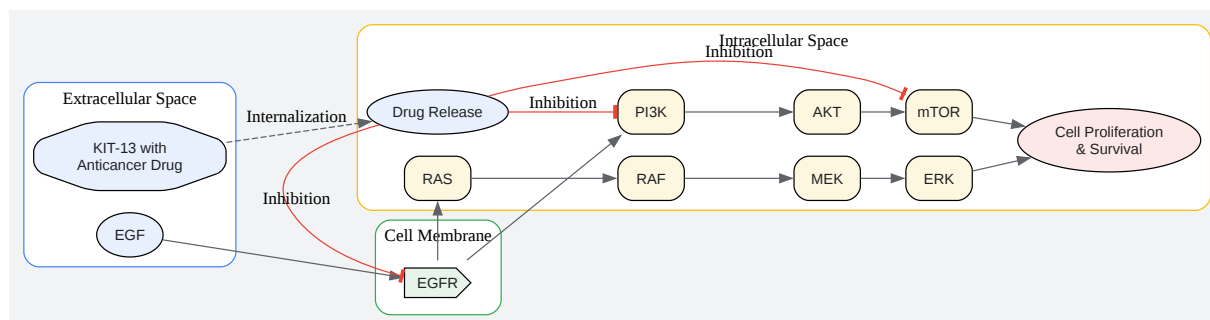 Intracellular Space
Inhibition
Extracellular Space
Drug Release
Inhibition
PI3K
AKT
mTOR
Internalization
Cell Proliferation
& Survival
KIT-13 with
Anticancer Drug
RAS
RAF
MEK
ERK
Inhibition
EGF
Cell Membrane
EGFR